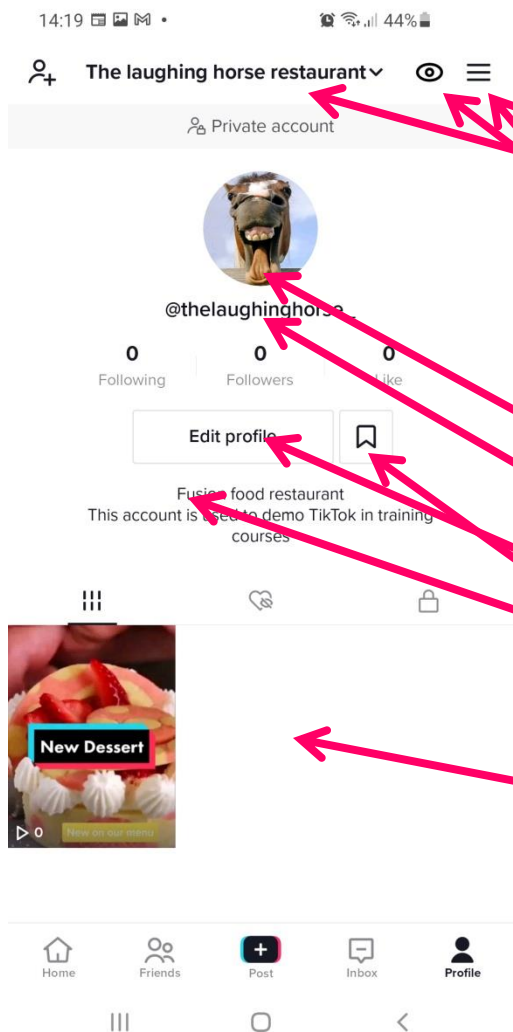 14:19
44%
The laughing horse restaurant
Private account
@thelaughinghorse_
0 0 0
Following Followers Like
Edit profile
Fusion food restaurant
This account is used to demo TikTok in training
courses
New Dessert
0 New on our menu
Home Friends Post Inbox Profile